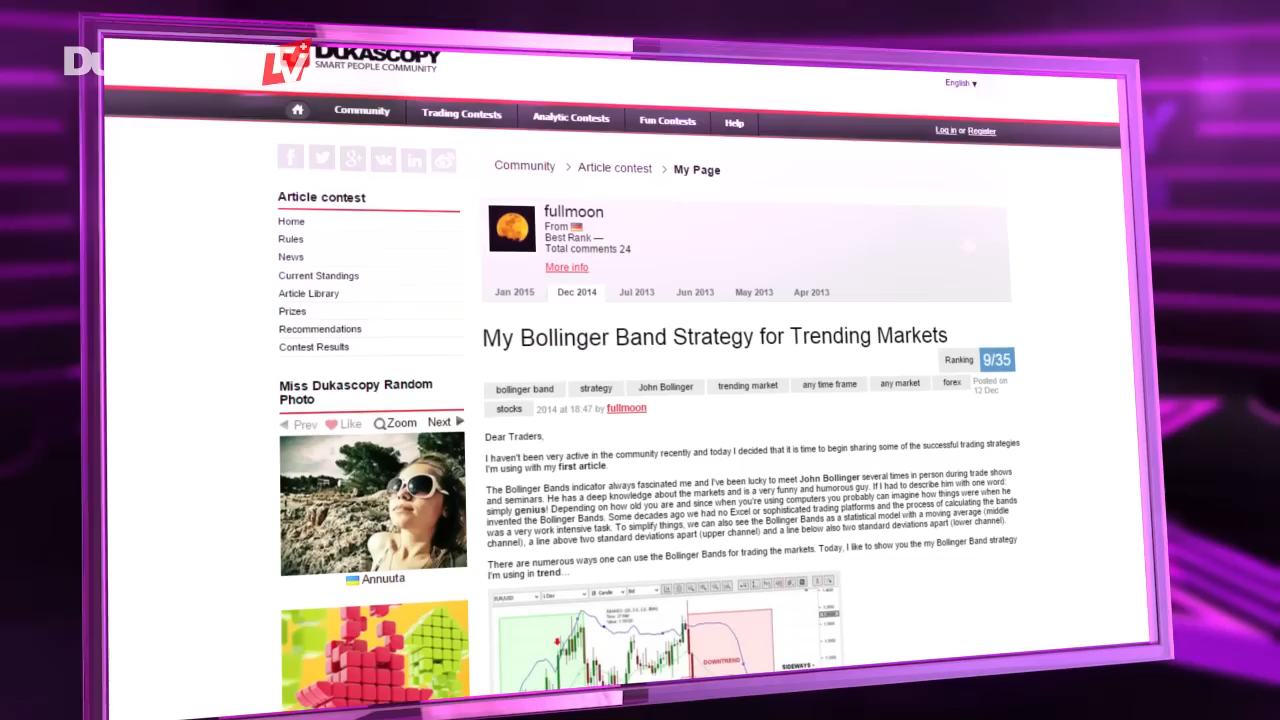 Du
TV
DUKASCOPY
SMART PEOPLE COMMUNITY
English
Community
Trading Contests
Analytic Contests
Fun Contests
Help
Log in or Register
Community > Article contest > My Page
Article contest
Home
Rules
News
Current Standings
Article Library
Prizes
Recommendations
Contest Results
fullmoon
From
Best Rank —
Total comments 24
More info
Jan 2015
Dec 2014
Jul 2013
Jun 2013
May 2013
Apr 2013
My Bollinger Band Strategy for Trending Markets
Ranking 9/35
bollinger band
strategy
John Bollinger
trending market
any time frame
any market
forex
Posted on
12 Dec
stocks
2014 at 18:47 by fullmoon
Dear Traders,
I haven't been very active in the community recently and today I decided that it is time to begin sharing some of the successful trading strategies
I'm using with my first article.
The Bollinger Bands indicator always fascinated me and I've been lucky to meet John Bollinger several times in person during trade shows
and seminars. He has a deep knowledge about the markets and is a very funny and humorous guy. If I had to describe him with one word:
simply genius! Depending on how old you are and since when you're using computers you probably can imagine how things were when he
invented the Bollinger Bands. Some decades ago we had no Excel or sophisticated trading platforms and the process of calculating the bands
was a very work intensive task. To simplify things, we can also see the Bollinger Bands as a statistical model with a moving average (middle
channel), a line above two standard deviations apart (upper channel) and a line below also two standard deviations apart (lower channel).
There are numerous ways one can use the Bollinger Bands for trading the markets. Today, I like to show you the my Bollinger Band strategy
I'm using in trend...
Miss Dukascopy Random
Photo
Prev
Like
Zoom
Next
Annuuta
EUR/USD
1 Day
Candle
Bid
DOWNTREND
SIDEWAYS -